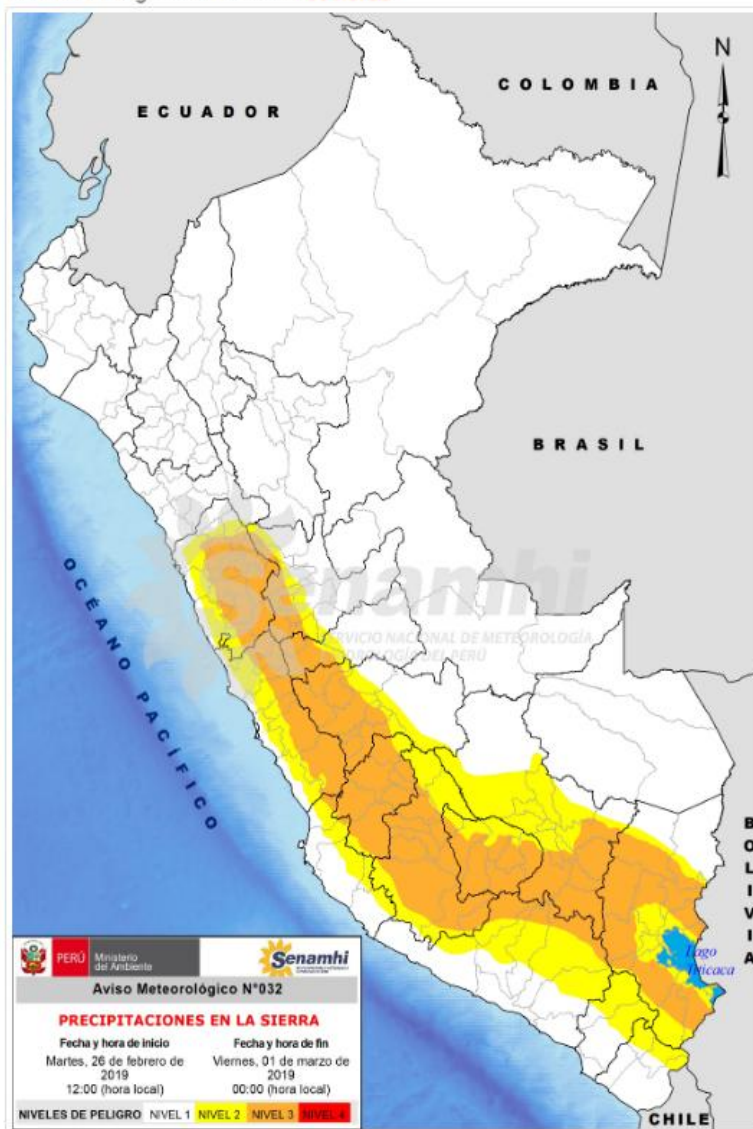 COLOMBIA
ECUADOR
N
BRASIL
Senamhi
SERVICIO NACIONAL DE METEOROLOGÍA
HIDROLOGÍA DEL PERÚ
OCÉANO PACÍFICO
BOLIVIA
Lago
Titicaca
PERÚ
Ministerio
del Ambiente
Senamhi
Aviso Meteorológico N°032
PRECIPITACIONES EN LA SIERRA
Fecha y hora de inicio
Martes, 26 de febrero de
2019
12:00 (hora local)
Fecha y hora de fin
Viernes, 01 de marzo de
2019
00:00 (hora local)
NIVELES DE PELIGRO NIVEL 1 NIVEL 2 NIVEL 3 NIVEL 4
CHILE